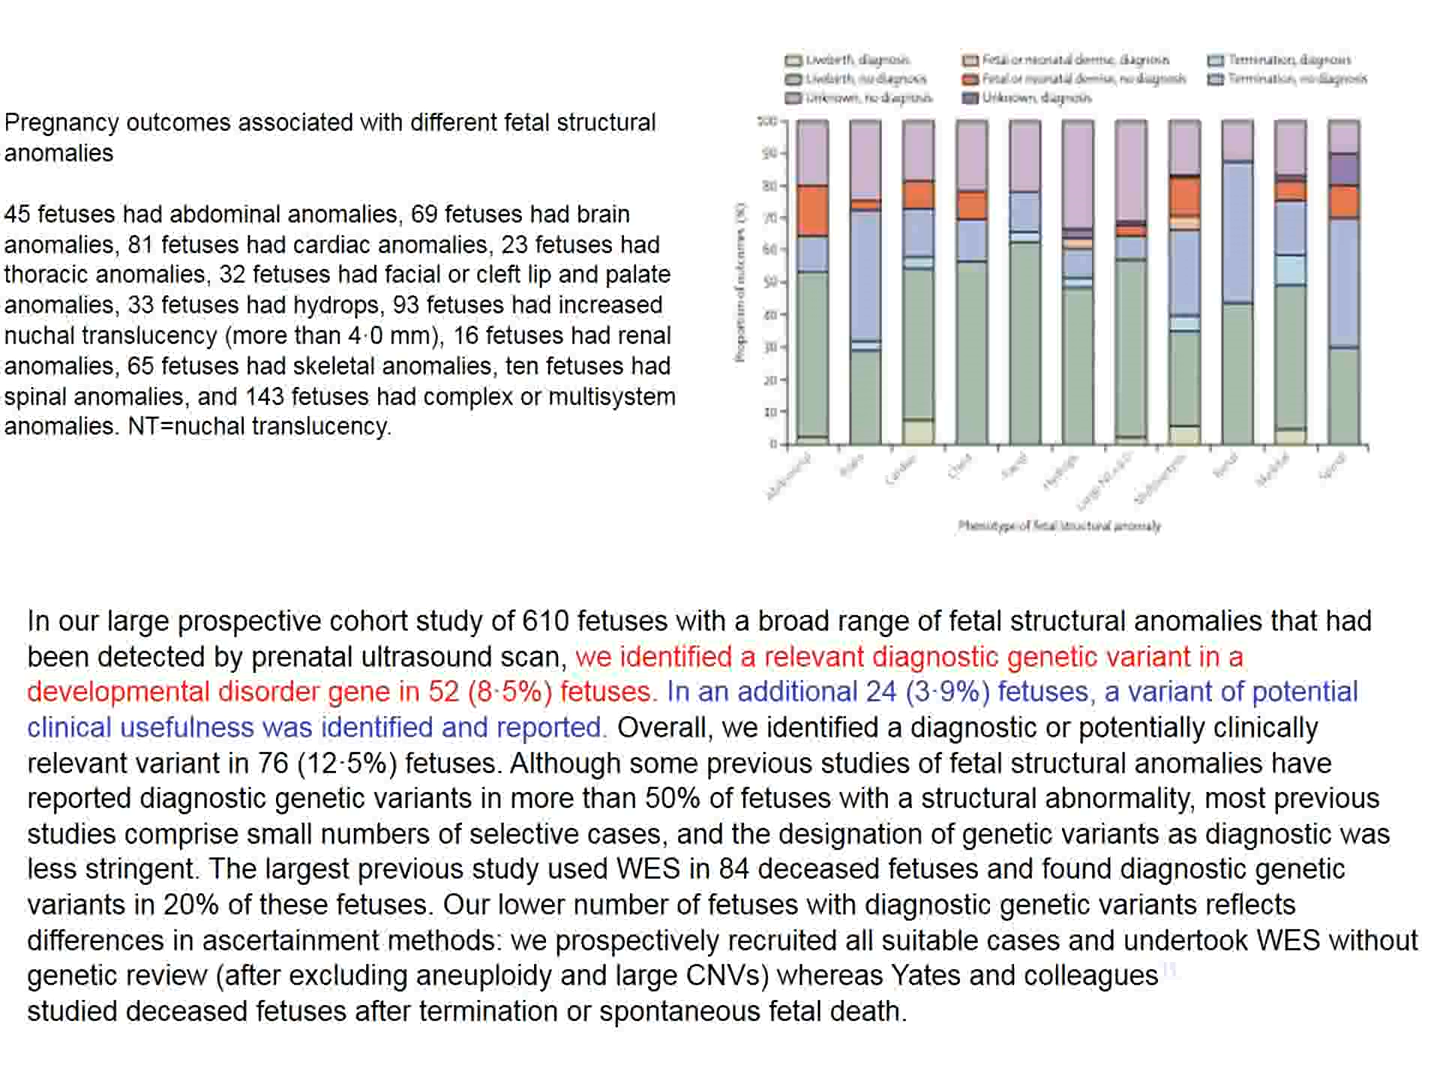 Pregnancy outcomes associated with different fetal structural
anomalies
45 fetuses had abdominal anomalies, 69 fetuses had brain
anomalies, 81 fetuses had cardiac anomalies, 23 fetuses had
thoracic anomalies, 32 fetuses had facial or cleft lip and palate
anomalies, 33 fetuses had hydrops, 93 fetuses had increased
nuchal translucency (more than 4·0 mm), 16 fetuses had renal
anomalies, 65 fetuses had skeletal anomalies, ten fetuses had
spinal anomalies, and 143 fetuses had complex or multisystem
anomalies. NT=nuchal translucency.
Livebirth, diagnosis
Fetal or neonatal demise, diagnosis
Termination, diagnosis
Livebirth, no diagnosis
Fetal or neonatal demise, no diagnosis
Termination, no diagnosis
Unknown, no diagnosis
Unknown, diagnosis
Proportion of outcomes (%)
100
90
80
70
60
50
40
30
20
10
0
Abdominal
Brain
Cardiac
Chest
Facial
Hydrops
Large NT
Multisystem
Renal
Skeletal
Spinal
Phenotype of fetal structural anomaly
In our large prospective cohort study of 610 fetuses with a broad range of fetal structural anomalies that had
been detected by prenatal ultrasound scan, we identified a relevant diagnostic genetic variant in a
developmental disorder gene in 52 (8·5%) fetuses. In an additional 24 (3·9%) fetuses, a variant of potential
clinical usefulness was identified and reported. Overall, we identified a diagnostic or potentially clinically
relevant variant in 76 (12·5%) fetuses. Although some previous studies of fetal structural anomalies have
reported diagnostic genetic variants in more than 50% of fetuses with a structural abnormality, most previous
studies comprise small numbers of selective cases, and the designation of genetic variants as diagnostic was
less stringent. The largest previous study used WES in 84 deceased fetuses and found diagnostic genetic
variants in 20% of these fetuses. Our lower number of fetuses with diagnostic genetic variants reflects
differences in ascertainment methods: we prospectively recruited all suitable cases and undertook WES without
genetic review (after excluding aneuploidy and large CNVs) whereas Yates and colleagues
studied deceased fetuses after termination or spontaneous fetal death.